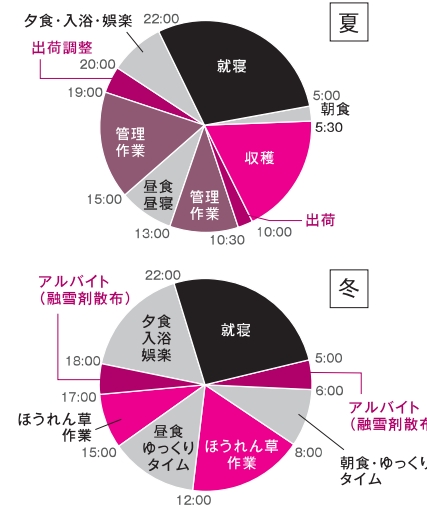 夏
夕食・入浴・娯楽
22:00
就寝
5:00
朝食
5:30
収穫
出荷
10:00
10:30
管理
作業
13:00
昼食
昼寝
15:00
管理
作業
19:00
出荷調整
20:00
冬
22:00
就寝
5:00
アルバイト
（融雪剤散布
6:00
朝食・ゆっくり
タイム
8:00
ほうれん草
作業
12:00
昼食
ゆっくり
タイム
15:00
ほうれん草
作業
17:00
アルバイト
（融雪剤散布）
18:00
夕食
入浴
娯楽